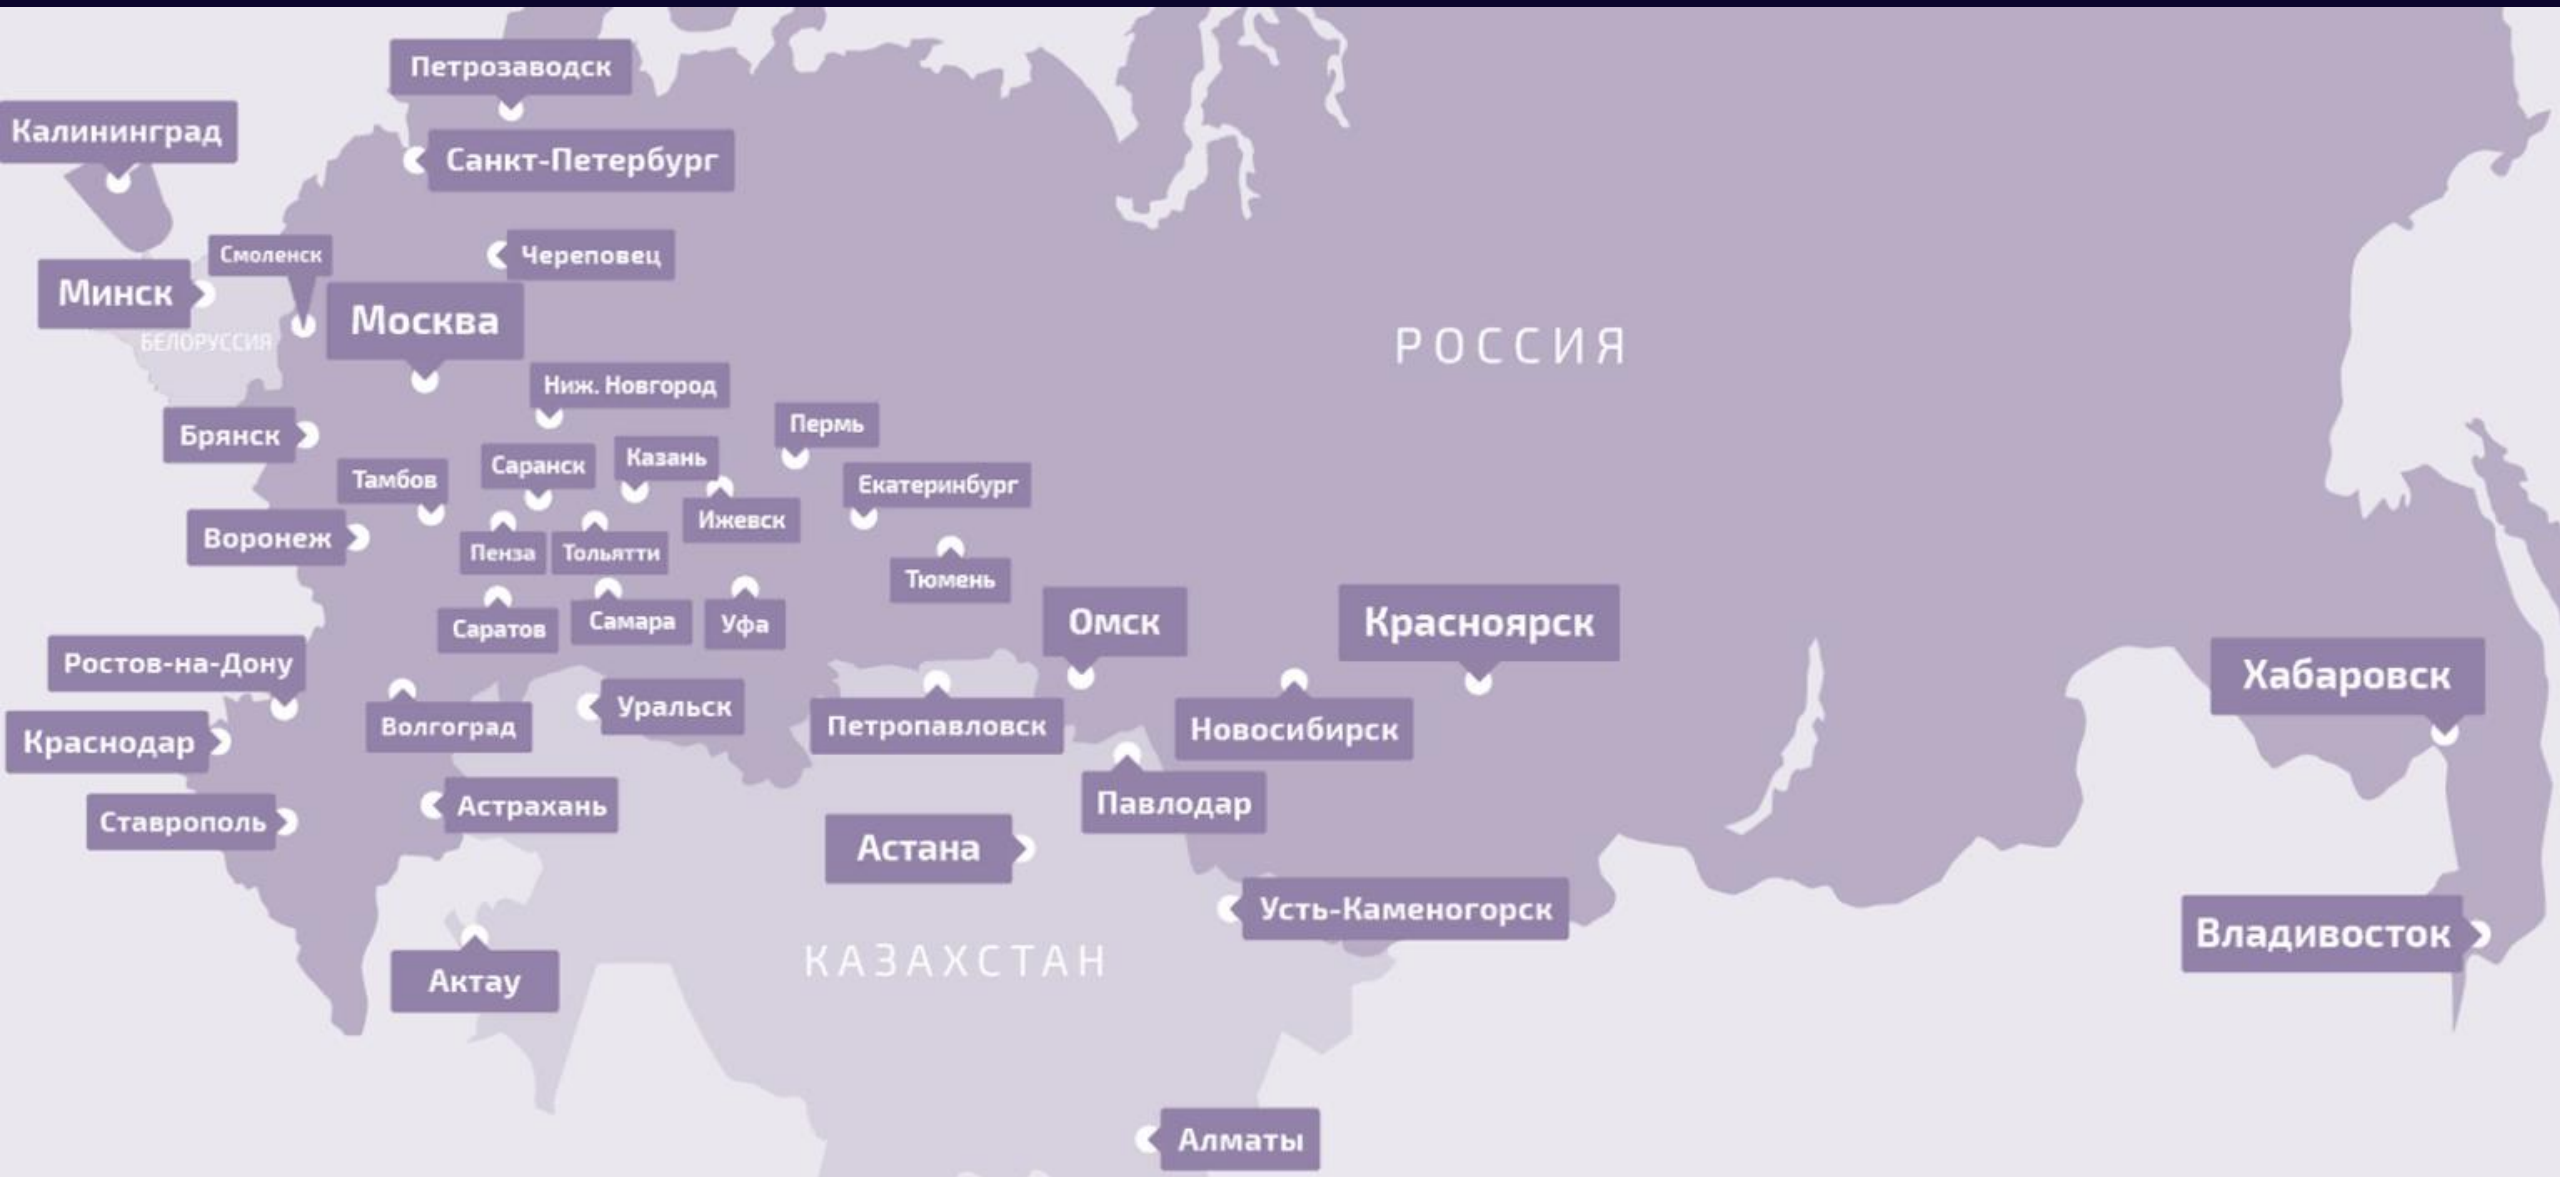 Петрозаводск
Калининград
Санкт-Петербург
Смоленск
Череповец
Минск
Москва
БЕЛОРУССИЯ
РОССИЯ
Ниж. Новгород
Пермь
Брянск
Саранск
Казань
Тамбов
Екатеринбург
Ижевск
Воронеж
Пенза
Тольятти
Тюмень
Саратов
Самара
Уфа
Омск
Красноярск
Ростов-на-Дону
Хабаровск
Уральск
Волгоград
Петропавловск
Новосибирск
Краснодар
Астрахань
Павлодар
Ставрополь
Астана
Усть-Каменогорск
Владивосток
КАЗАХСТАН
Актау
Алматы